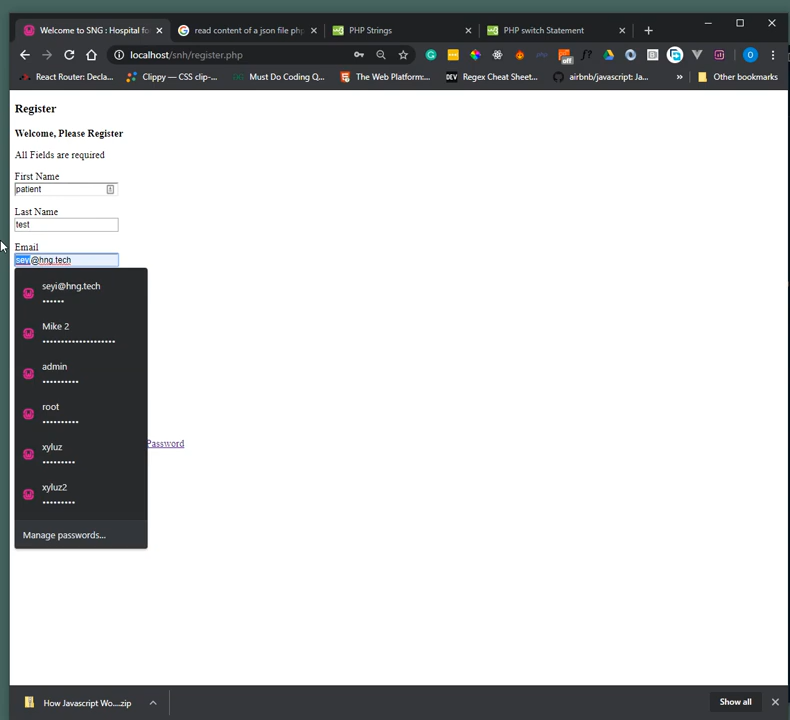 Welcome to SNG : Hospital fo
read content of a json file php
PHP Strings
PHP switch Statement
localhost/snh/register.php
off
React Router: Decla...
Clippy — CSS clip-...
Must Do Coding Q...
The Web Platform:...
DEV
Regex Cheat Sheet...
airbnb/javascript: Ja...
»
Other bookmarks
Register
Welcome, Please Register
All Fields are required
First Name
patient
Last Name
test
Email
seyi@hng.tech
seyi@hng.tech
••••••
Mike 2
••••••••••••••••••••
admin
••••••••••
root
••••••••••
Password
xyluz
•••••••••
xyluz2
•••••••••
Manage passwords...
How Javascript Wo....zip
Show all